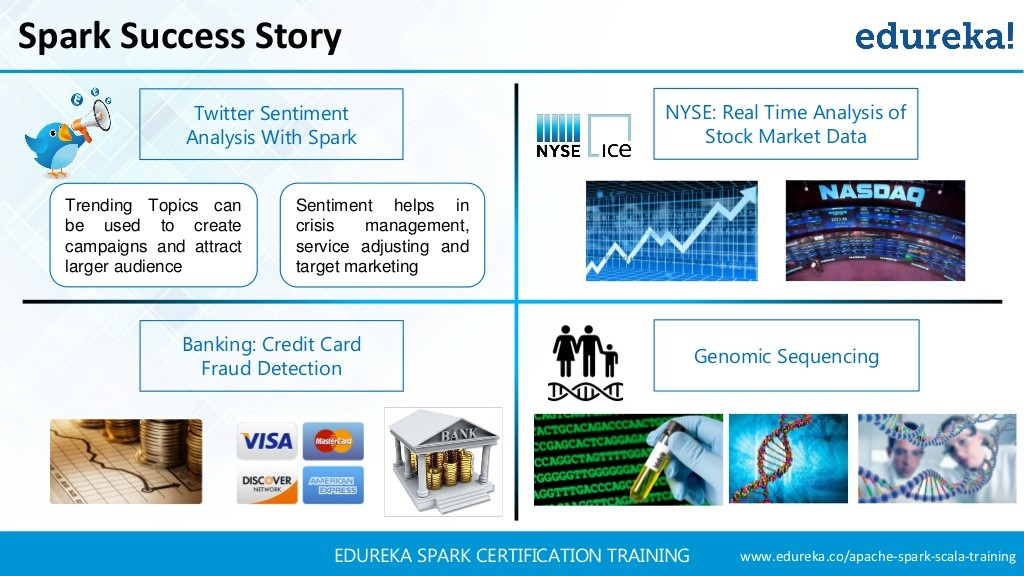 Spark Success Story
edureka!
Twitter Sentiment
Analysis With Spark
Trending Topics can
be used to create
campaigns and attract
larger audience
Sentiment helps in
crisis management,
service adjusting and
target marketing
NYSE: Real Time Analysis of
Stock Market Data
NYSE ice
NASDAQ
Banking: Credit Card
Fraud Detection
VISA
MasterCard
DISCOVER
NETWORK
AMERICAN
EXPRESS
BANK
Genomic Sequencing
EDUREKA SPARK CERTIFICATION TRAINING
www.edureka.co/apache-spark-scala-training